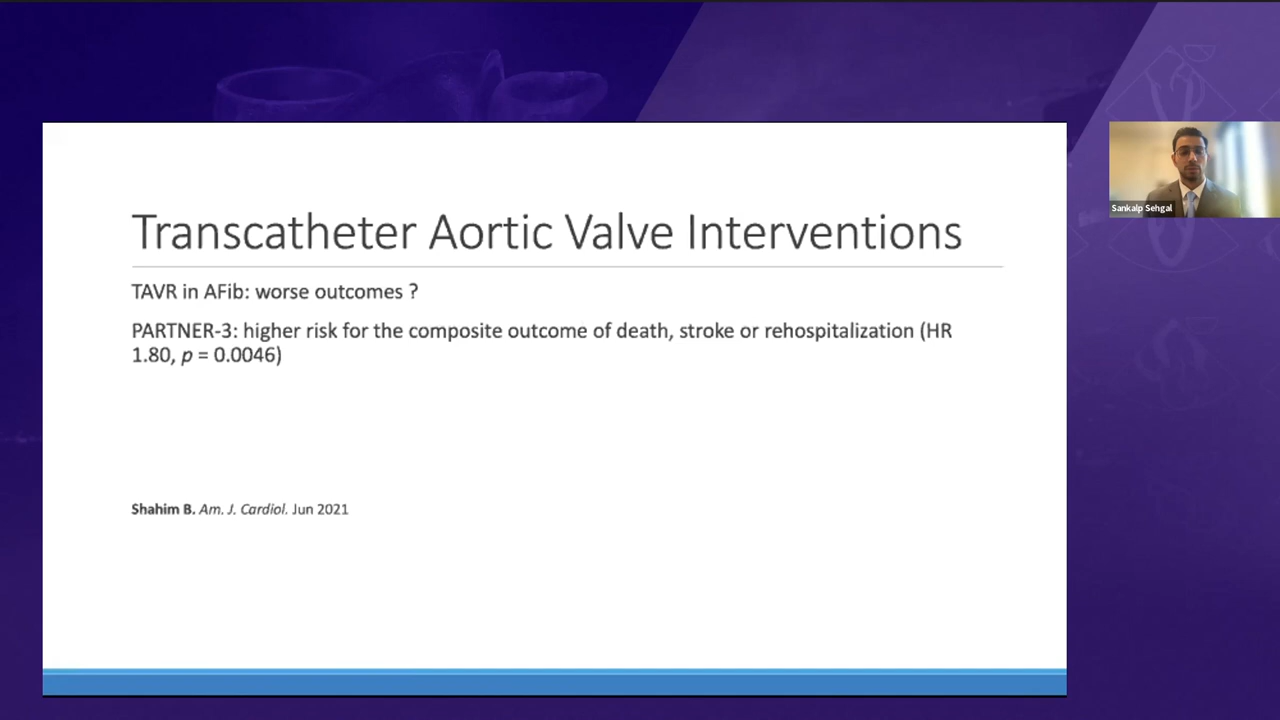 Transcatheter Aortic Valve Interventions
TAVR in AFib: worse outcomes ?
PARTNER-3: higher risk for the composite outcome of death, stroke or rehospitalization (HR
1.80, p = 0.0046)
Shahim B. Am. J. Cardiol. Jun 2021
Sankalp Sehgal